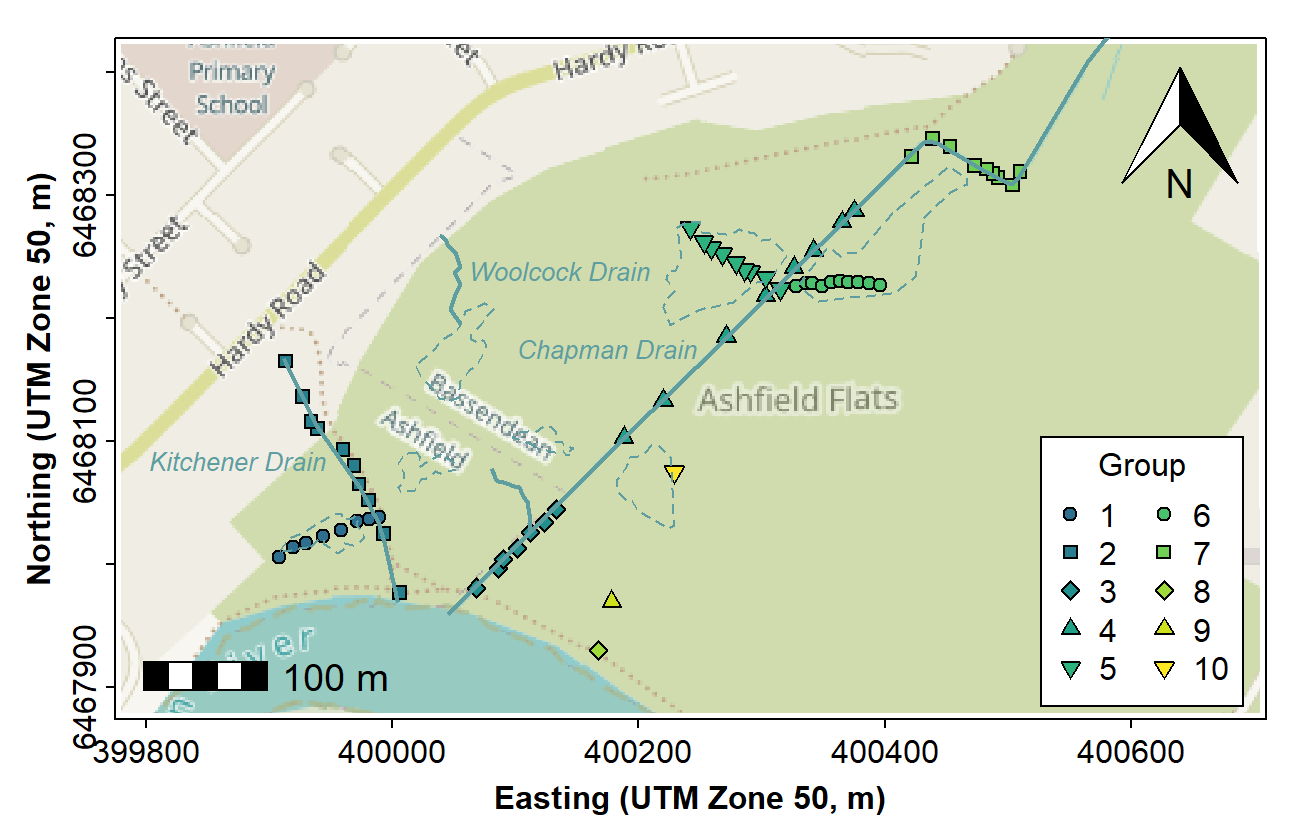 Primary
School
Street
Hardy
Street
Hardy Road
Woolcock Drain
Chapman Drain
Ashfield Flats
Bassendean
Ashfield
Kitchener Drain
N
Group
1 6
2 7
3 8
4 9
5 10
100 m
6468300
6468100
6467900
Northing (UTM Zone 50, m)
399800 400000 400200 400400 400600
Easting (UTM Zone 50, m)